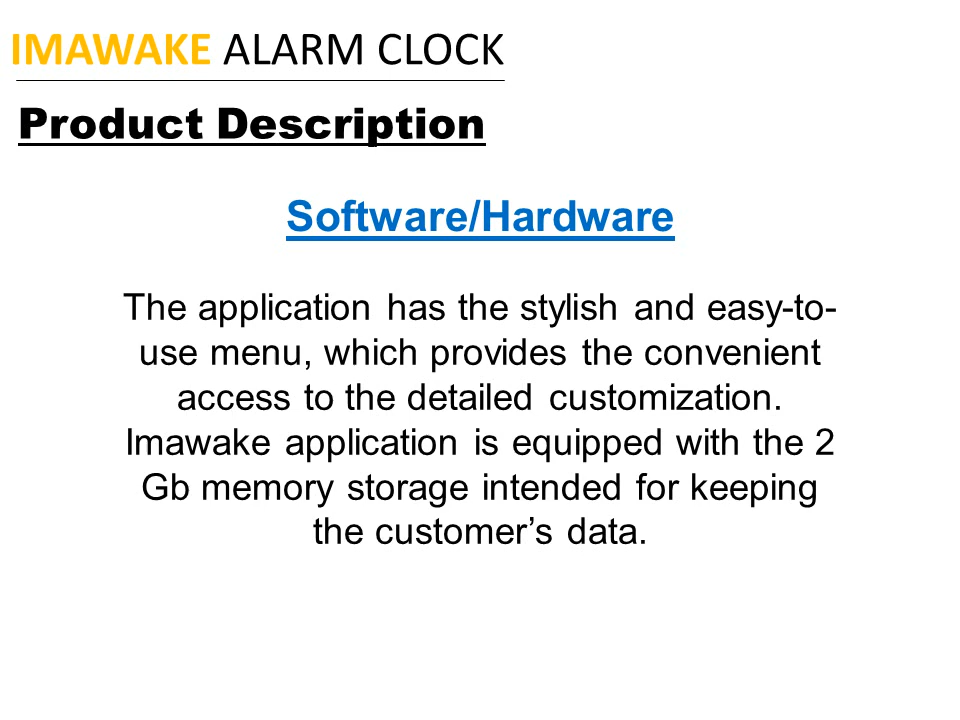 IMAWAKE ALARM CLOCK
Product Description
Software/Hardware
The application has the stylish and easy-to-
use menu, which provides the convenient
access to the detailed customization.
Imawake application is equipped with the 2
Gb memory storage intended for keeping
the customer’s data.